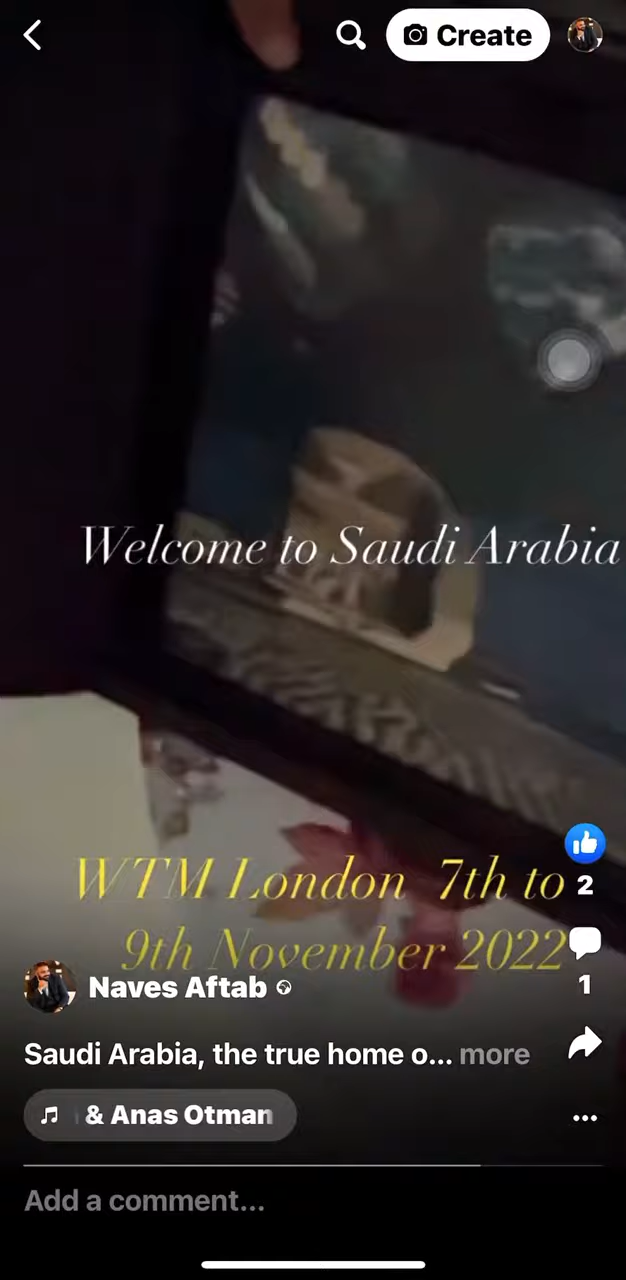 Create
Welcome to Saudi Arabia
WTM London 7th to
9th November 2022
2
Naves Aftab
1
Saudi Arabia, the true home o... more
& Anas Otman
Add a comment...